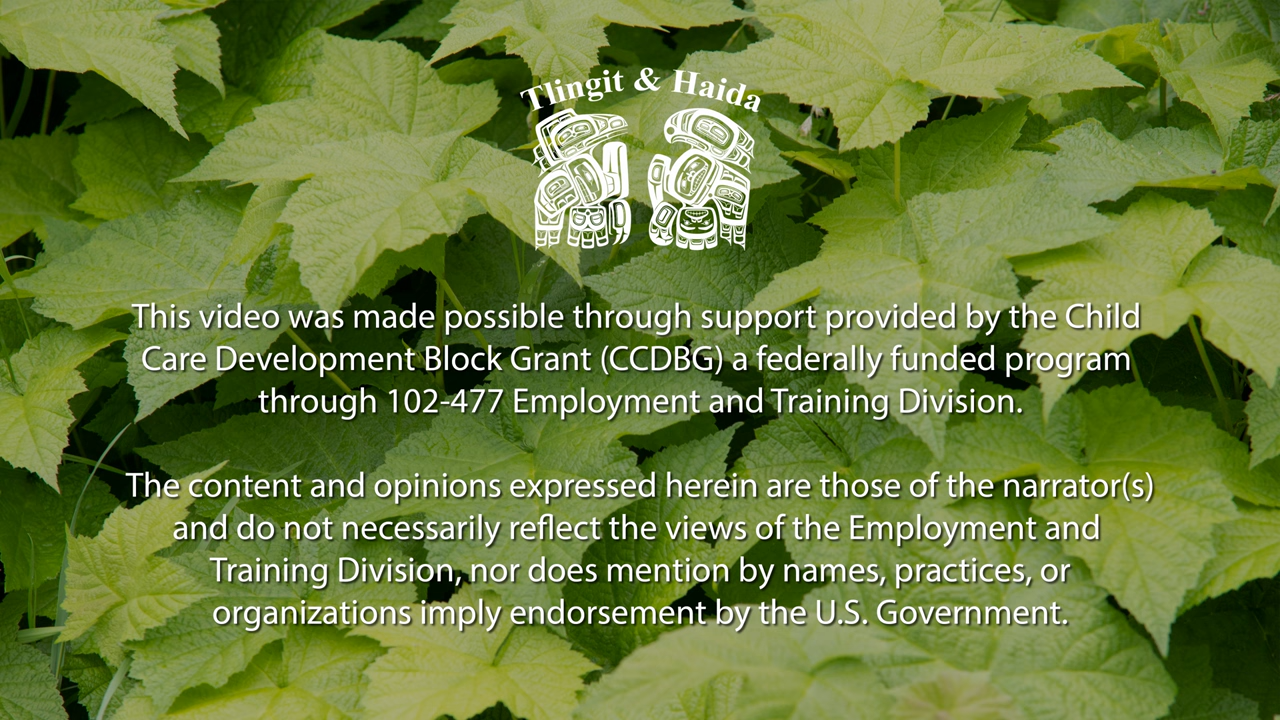 Tlingit & Haida
This video was made possible through support provided by the Child
Care Development Block Grant (CCDBG) a federally funded program
through 102-477 Employment and Training Division.
The content and opinions expressed herein are those of the narrator(s)
and do not necessarily reflect the views of the Employment and
Training Division, nor does mention by names, practices, or
organizations imply endorsement by the U.S. Government.